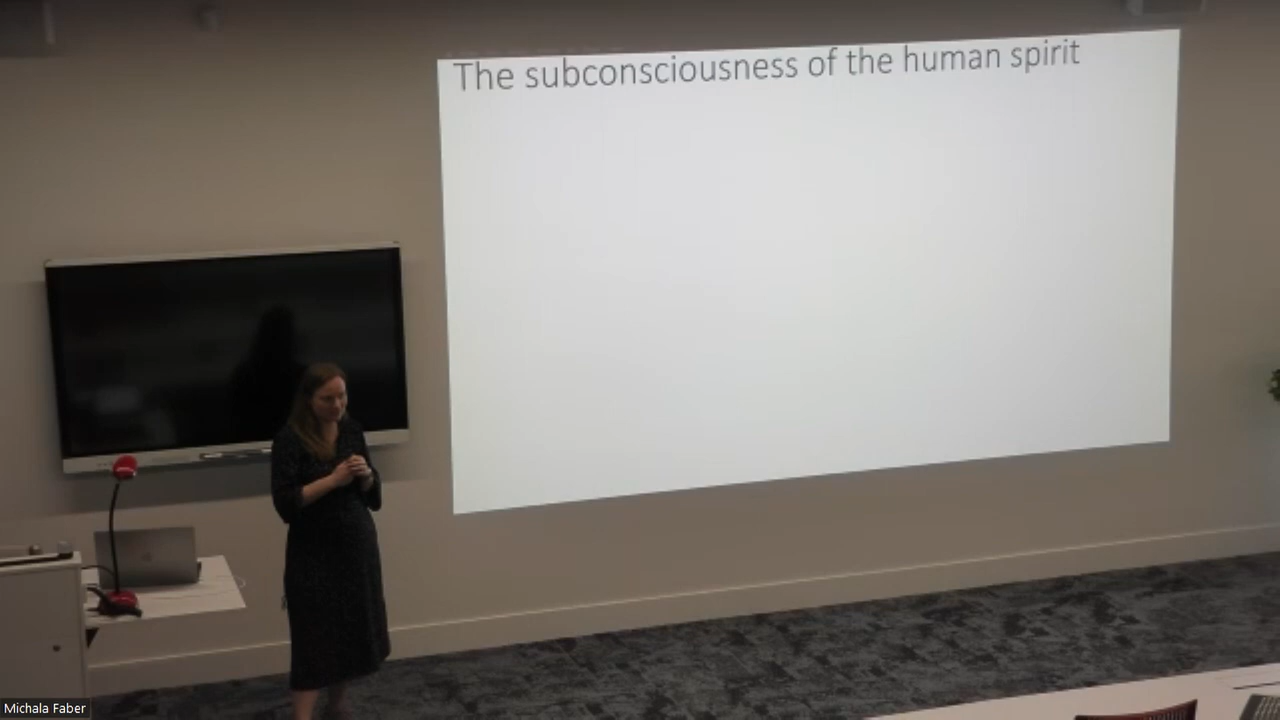 The subconsciousness of the human spirit
Michala Faber